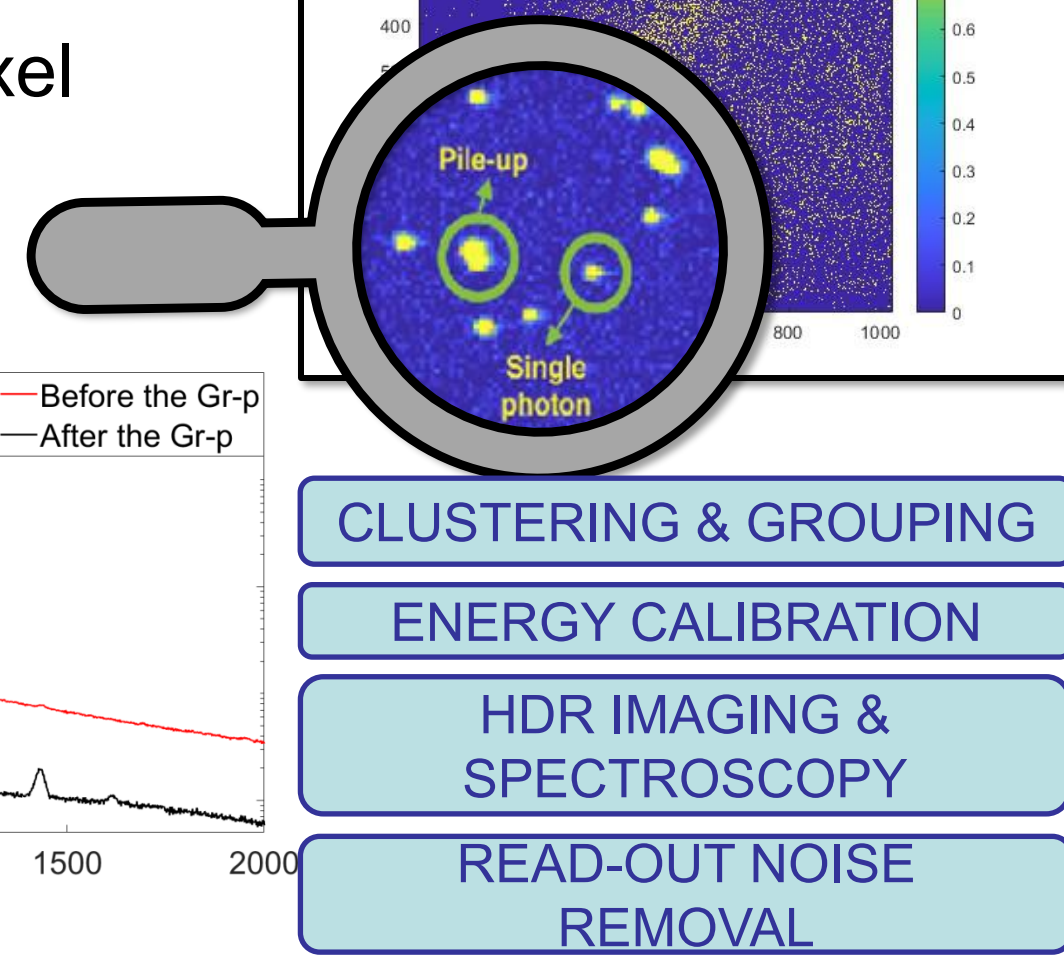 xel
400
0.6
0.5
0.4
0.3
0.2
0.1
0
800 1000
Pile-up
Single
photon
Before the Gr-p
After the Gr-p
1500 2000
CLUSTERING & GROUPING
ENERGY CALIBRATION
HDR IMAGING &
SPECTROSCOPY
READ-OUT NOISE
REMOVAL